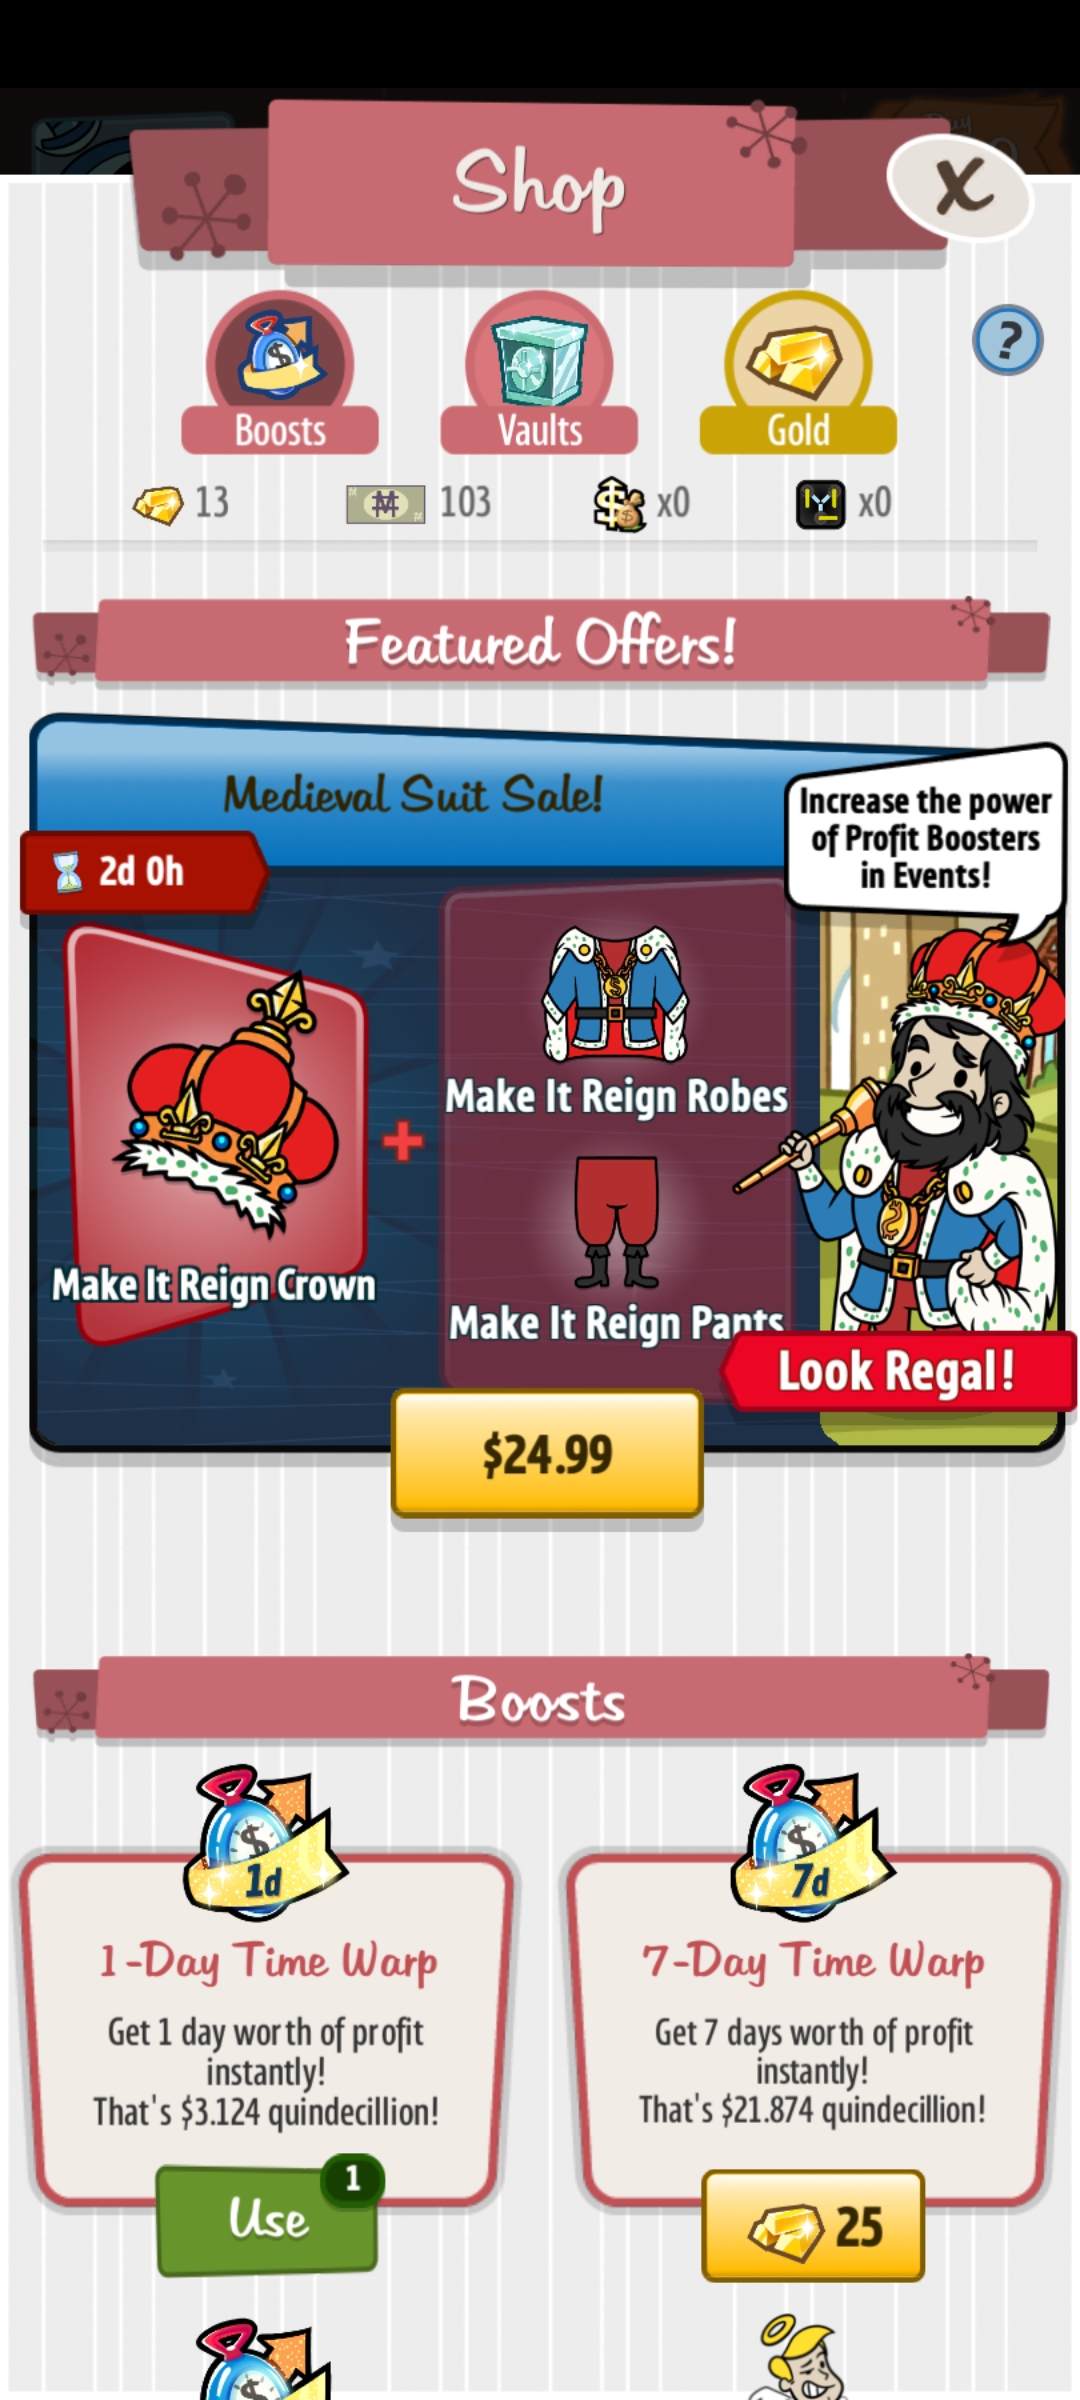 Shop
X
?
Boosts
Vaults
Gold
13
103
x0
x0
Featured Offers!
Medieval Suit Sale!
Increase the power
of Profit Boosters
in Events!
2d 0h
Make It Reign Robes
Make It Reign Crown
Make It Reign Pants
Look Regal!
$24.99
Boosts
1d
7d
1-Day Time Warp
7-Day Time Warp
Get 1 day worth of profit
instantly!
That's $3.124 quindecillion!
Get 7 days worth of profit
instantly!
That's $21.874 quindecillion!
Use
1
25